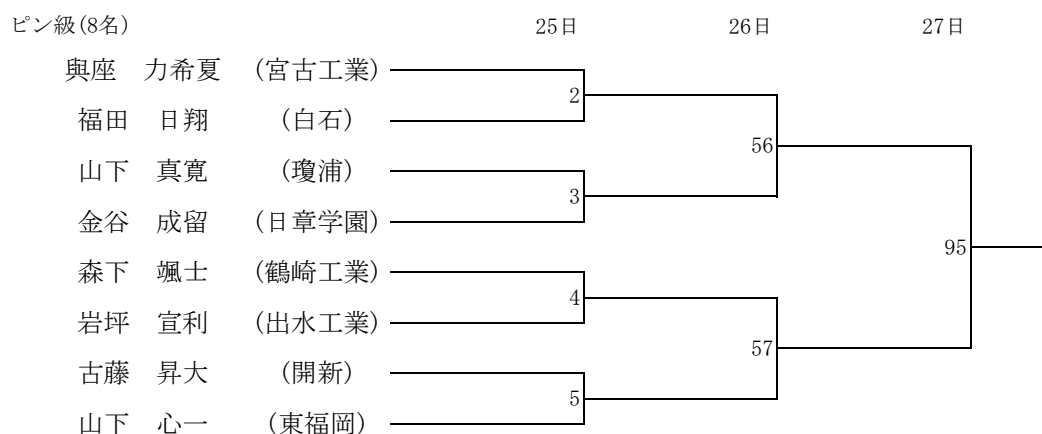 ピン級(8名) 25日 26日 27日
與座 力希夏 (宮古工業)
2
福田 日翔 (白石)
56
山下 真寛 (瓊浦)
3
金谷 成留 (日章学園)
95
森下 颯士 (鶴崎工業)
4
岩坪 宣利 (出水工業)
57
古藤 昇大 (開新)
5
山下 心一 (東福岡)